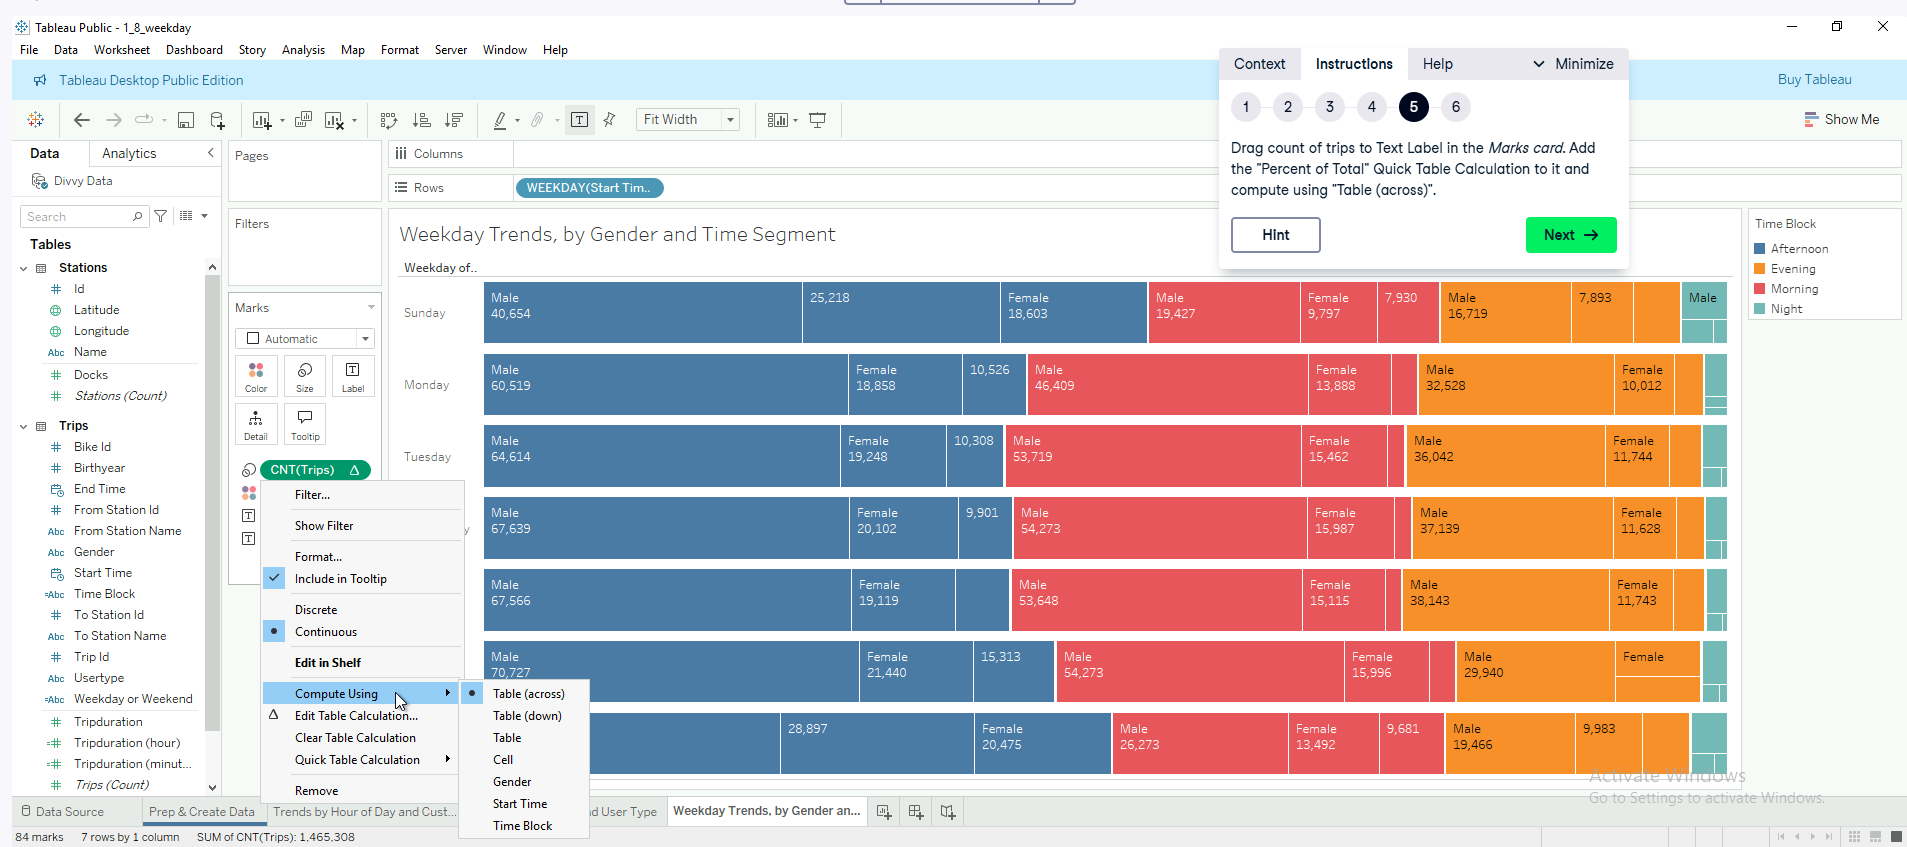 Tableau Public - 1_8_weekday
File Data Worksheet Dashboard Story Analysis Map Format Server Window Help
Tableau Desktop Public Edition
Buy Tableau
Context Instructions Help Minimize
1 2 3 4 5 6
Drag count of trips to Text Label in the Marks card. Add
the "Percent of Total" Quick Table Calculation to it and
compute using "Table (across)".
Hint
Next →
Fit Width
Show Me
Data Analytics
Divvy Data
Search
Tables
Stations
# Id
Latitude
Longitude
Abc Name
# Docks
# Stations (Count)
Trips
# Bike Id
# Birthyear
End Time
# From Station Id
Abc From Station Name
Abc Gender
Start Time
=Abc Time Block
# To Station Id
Abc To Station Name
# Trip Id
Abc Usertype
=Abc Weekday or Weekend
# Tripduration
=# Tripduration (hour)
=# Tripduration (minut...
# Trips (Count)
Pages
Filters
Marks
Automatic
Color Size Label
Detail Tooltip
CNT(Trips) Δ
Filter...
Show Filter
Format...
Include in Tooltip
Discrete
Continuous
Edit in Shelf
Compute Using
Edit Table Calculation...
Clear Table Calculation
Quick Table Calculation
Remove
Table (across)
Table (down)
Table
Cell
Gender
Start Time
Time Block
Columns
Rows
WEEKDAY(Start Tim..
Weekday Trends, by Gender and Time Segment
Weekday of..
Sunday
Male 25,218 Female Male Female 7,930 Male 7,893 Male
40,654 18,603 19,427 9,797 16,719
Monday
Male Female 10,526 Male Female Male Female
60,519 18,858 46,409 13,888 32,528 10,012
Tuesday
Male Female 10,308 Male Female Male Female
64,614 19,248 53,719 15,462 36,042 11,744
y
Male Female 9,901 Male Female Male Female
67,639 20,102 54,273 15,987 37,139 11,628
Male Female Male Female Male Female
67,566 19,119 53,648 15,115 38,143 11,743
Male Female 15,313 Male Female Male Female
70,727 21,440 54,273 15,996 29,940
28,897 Female Male Female 9,681 Male 9,983
20,475 26,273 13,492 19,466
Time Block
Afternoon
Evening
Morning
Night
Activate Windows
Go to Settings to activate Windows.
Data Source Prep & Create Data Trends by Hour of Day and Cust... nd User Type Weekday Trends, by Gender an...
84 marks 7 rows by 1 column SUM of CNT(Trips): 1,465,308